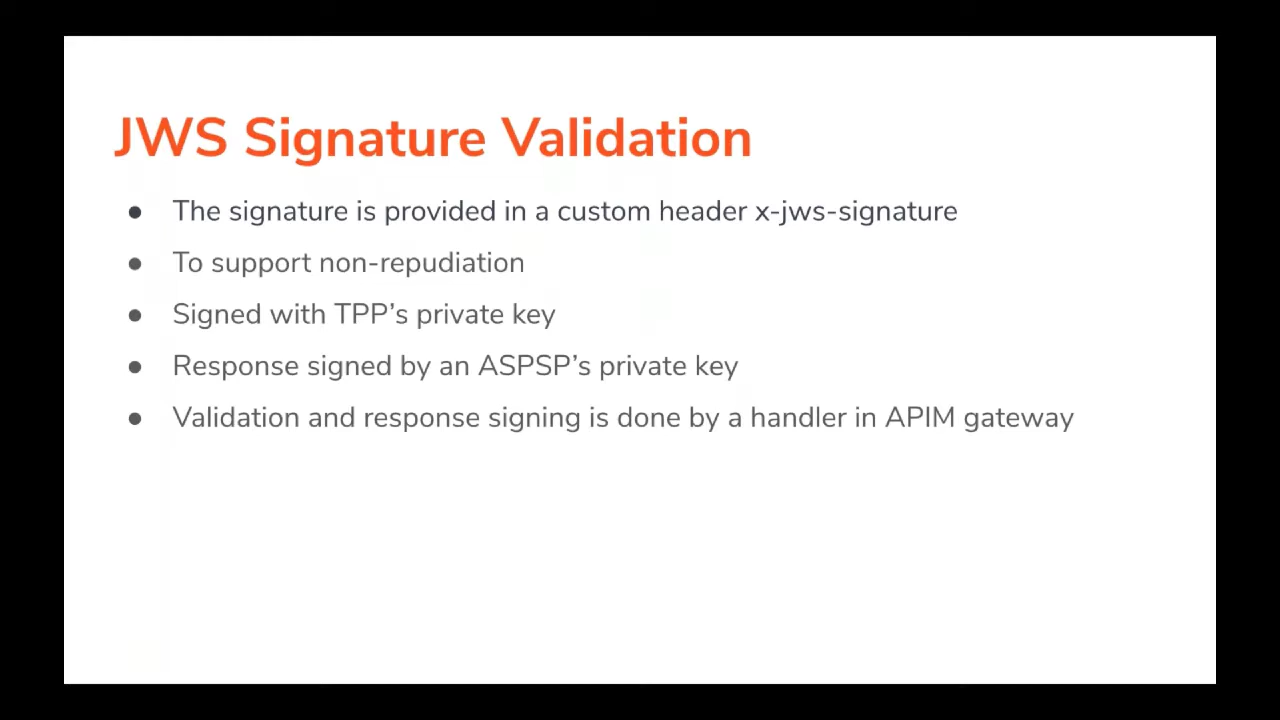 JWS Signature Validation
● The signature is provided in a custom header x-jws-signature
● To support non-repudiation
● Signed with TPP’s private key
● Response signed by an ASPSP’s private key
● Validation and response signing is done by a handler in APIM gateway